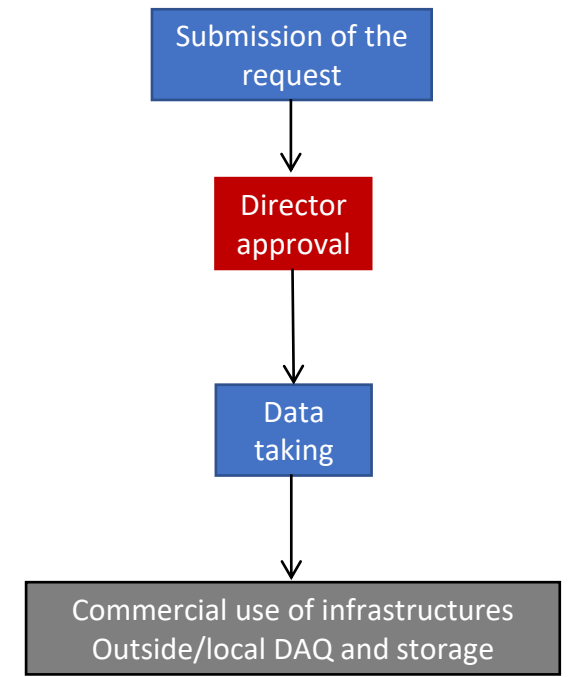 Submission of the
request
Director
approval
Data
taking
Commercial use of infrastructures
Outside/local DAQ and storage